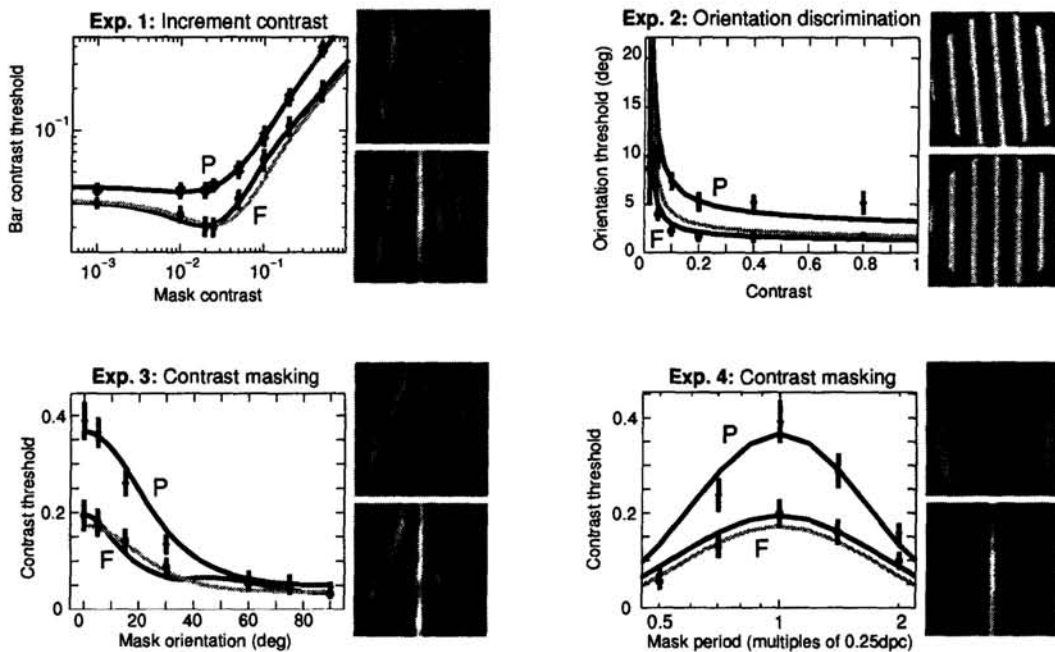 Exp. 1: Increment contrast
Bar contrast threshold
10⁻¹
P
F
10⁻³ 10⁻² 10⁻¹
Mask contrast
Exp. 2: Orientation discrimination
Orientation threshold (deg)
20
15
10
5
0
P
F
0 0.2 0.4 0.6 0.8 1
Contrast
Exp. 3: Contrast masking
Contrast threshold
0.4
0.2
0
P
F
0 20 40 60 80
Mask orientation (deg)
Exp. 4: Contrast masking
Contrast threshold
0.4
0.2
0
P
F
0.5 1 2
Mask period (multiples of 0.25dpc)